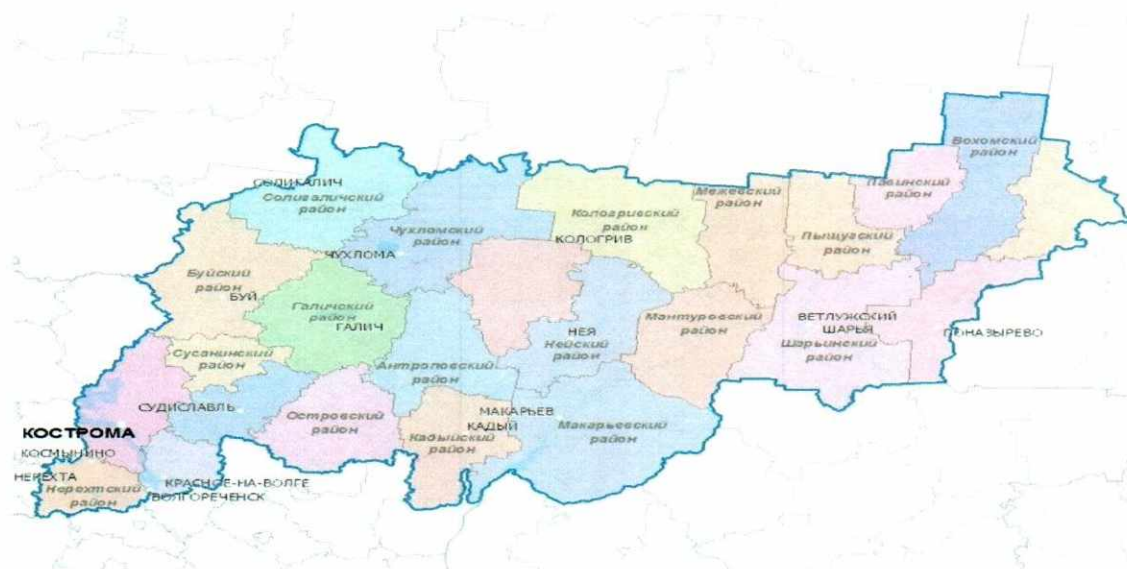 Вохомский
район
Павинский
район
СОЛИГАЛИЧ
Солигаличский
район
Межевский
район
Кологривский
район
КОЛОГРИВ
Чухломский
район
ЧУХЛОМА
Пыщугский
район
Буйский
район
БУЙ
Галичский
район
ГАЛИЧ
НЕЯ
Нейский
район
Мантуровский
район
ВЕТЛУЖСКИЙ
ШАРЬЯ
Шарьинский
район
ПОНАЗЫРЕВО
Сусанинский
район
Антроповский
район
СУДИСЛАВЛЬ
Островский
район
МАКАРЬЕВ
КАДЫЙ
Кадыйский
район
Макарьевский
район
КОСТРОМА
КОСМЫНИНО
НЕРЕХТА
Нерехтский
район
КРАСНОЕ-НА-ВОЛГЕ
ВОЛГОРЕЧЕНСК